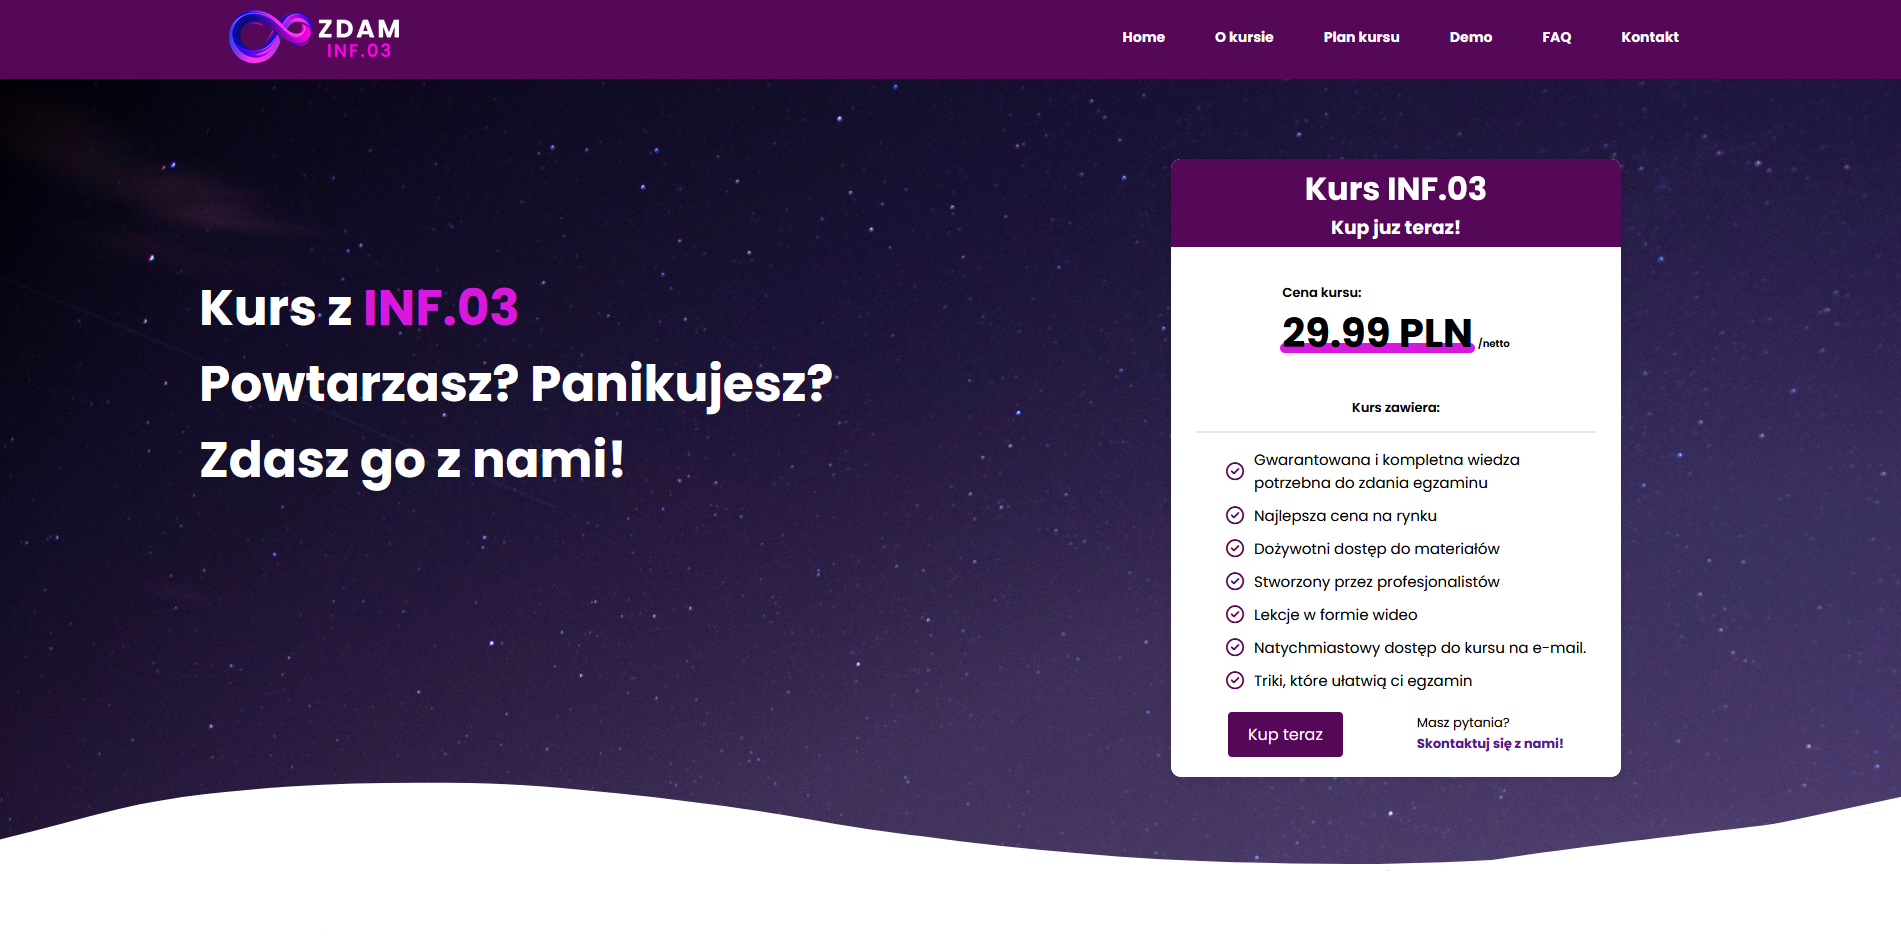 ZDAM
INF.03
Home
O kursie
Plan kursu
Demo
FAQ
Kontakt
Kurs z INF.03
Powtarzasz? Panikujesz?
Zdasz go z nami!
Kurs INF.03
Kup juz teraz!
Cena kursu:
29.99 PLN /netto
Kurs zawiera:
Gwarantowana i kompletna wiedza
potrzebna do zdania egzaminu
Najlepsza cena na rynku
Dożywotni dostęp do materiałów
Stworzony przez profesjonalistów
Lekcje w formie wideo
Natychmiastowy dostęp do kursu na e-mail.
Triki, które ułatwią ci egzamin
Kup teraz
Masz pytania?
Skontaktuj się z nami!